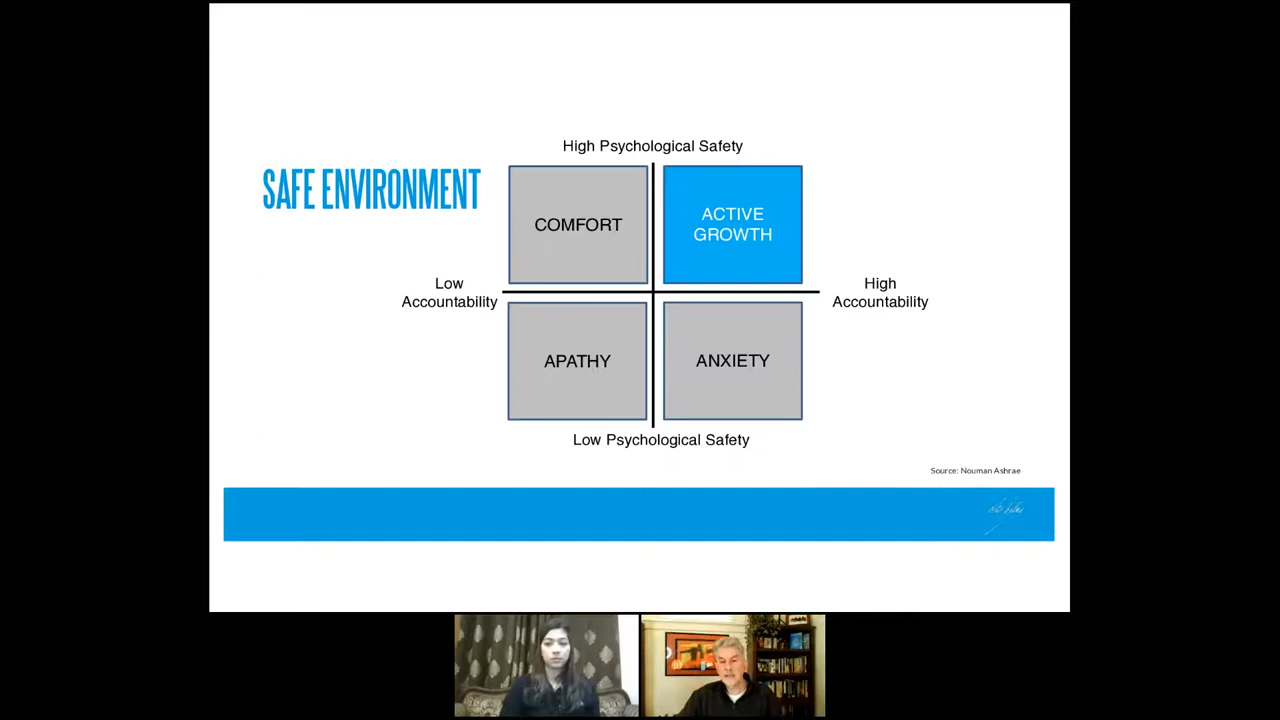 High Psychological Safety
SAFE ENVIRONMENT
COMFORT
ACTIVE
GROWTH
Low
Accountability
High
Accountability
APATHY
ANXIETY
Low Psychological Safety
Source: Nouman Ashrae